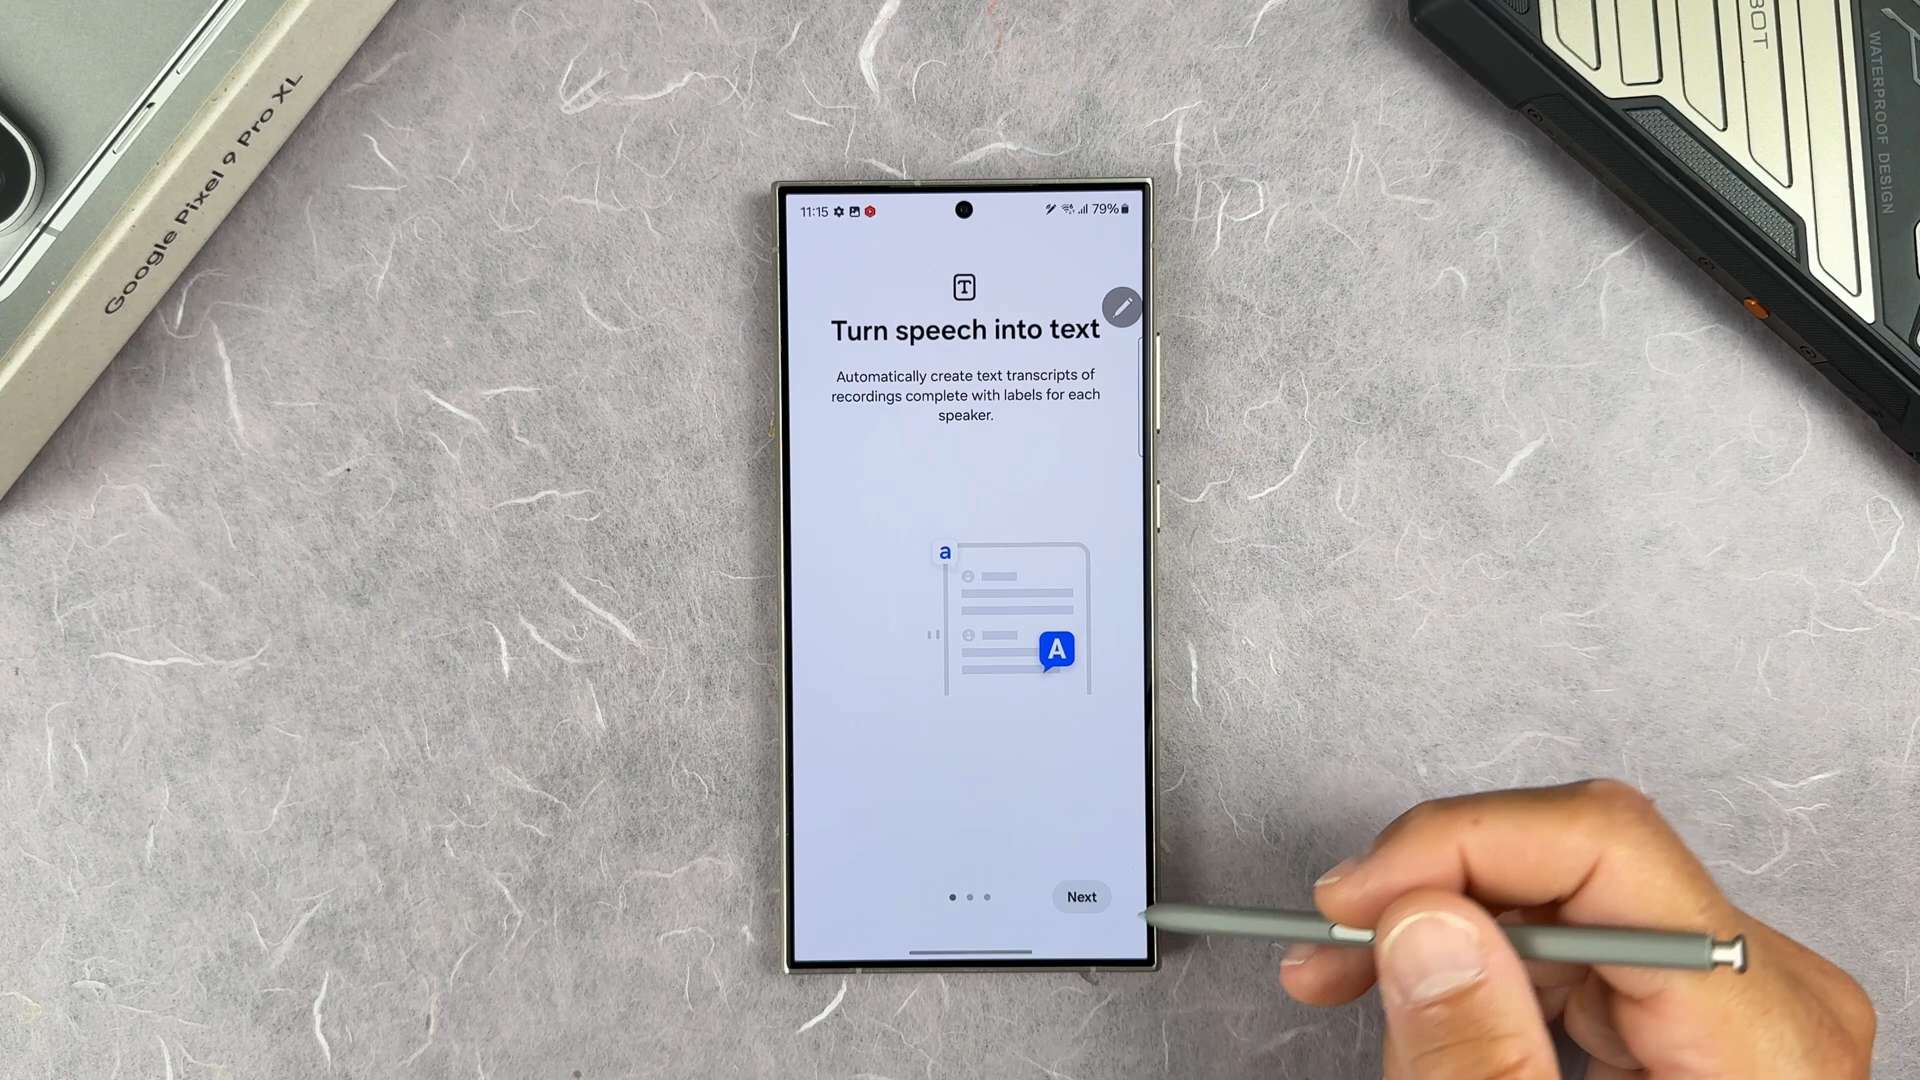 Google Pixel 9 Pro XL
BOT
WATERPROOF DESIGN
11:15
79%
T
Turn speech into text
Automatically create text transcripts of
recordings complete with labels for each
speaker.
a
A
Next